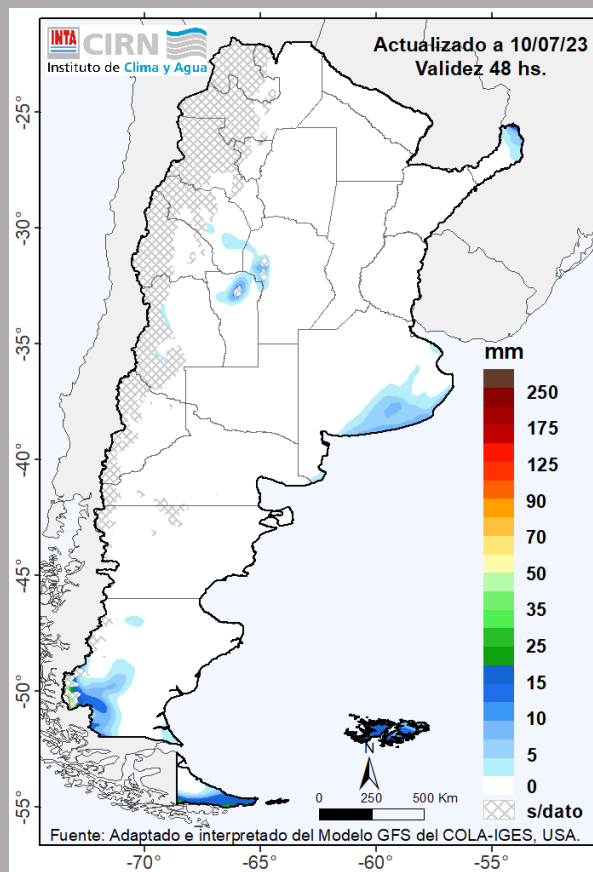 INTA CIRN
Instituto de Clima y Agua
Actualizado a 10/07/23
Validez 48 hs.
-25°
-30°
-35°
-40°
-45°
-50°
-55°
mm
250
175
125
90
70
50
35
25
15
10
5
0
s/dato
N
0 250 500 Km
Fuente: Adaptado e interpretado del Modelo GFS del COLA-IGES, USA.
-70° -65° -60° -55°